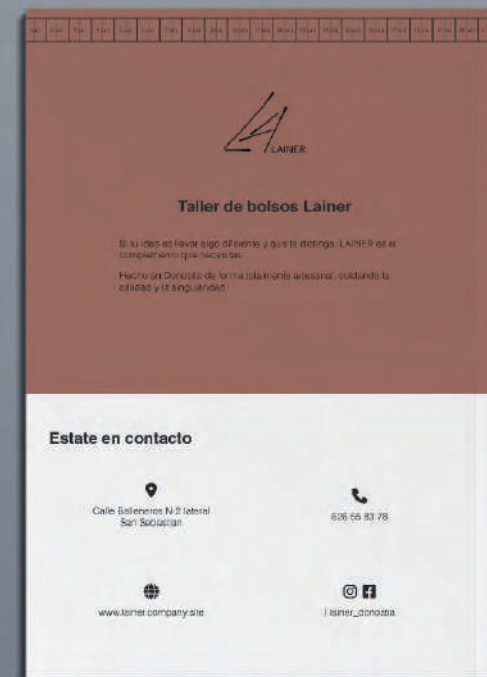 LAINER
Taller de bolsos Lainer
Si tu idea es llevar algo diferente y que te distinga, LAINER es el
complemento que necesitas.
Hecho en Donostia de forma totalmente artesanal, cuidando la
calidad y la singularidad.
Estate en contacto
Calle Balleneros N-2 lateral
San Sebastian
626 55 83 78
www.lainer.company.site
/ lainer_donostia